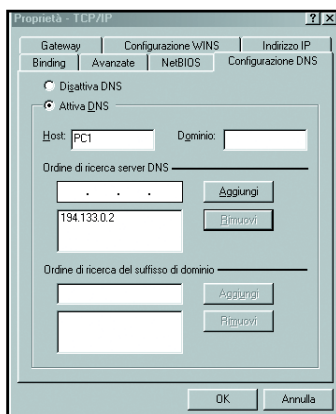 Proprietà - TCP/IP
Gateway Configurazione WINS Indirizzo IP
Binding Avanzate NetBIOS Configurazione DNS
Disattiva DNS
Attiva DNS
Host: PC1 Dominio:
Ordine di ricerca server DNS
. . . Aggiungi
194.133.0.2 Rimuovi
Ordine di ricerca del suffisso di dominio
Aggiungi
Rimuovi
OK Annulla